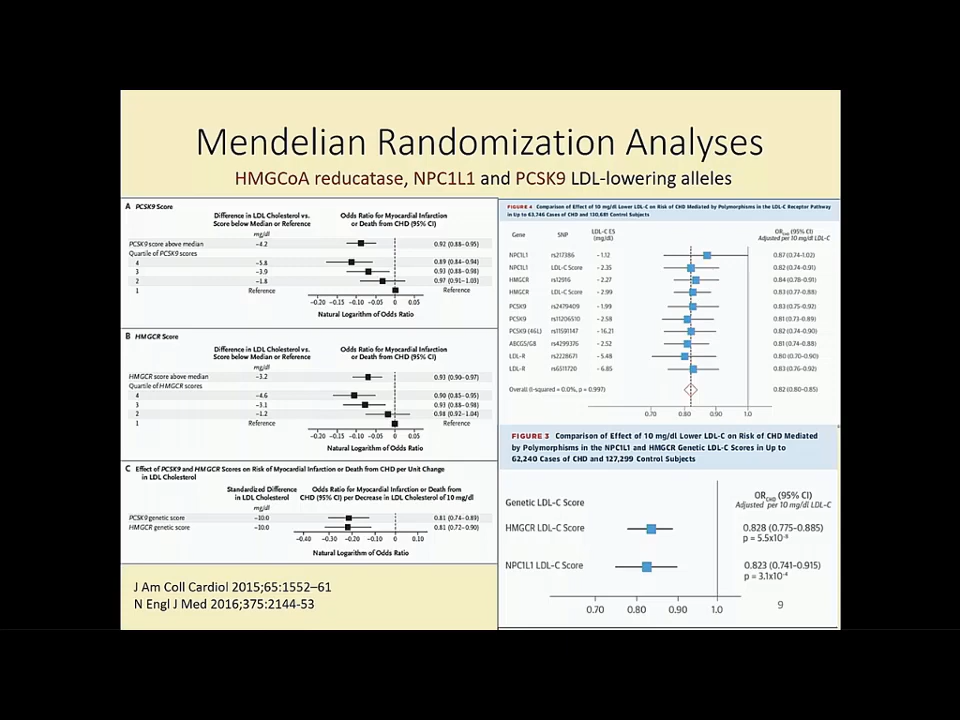 Mendelian Randomization Analyses
HMGCoA reducatase, NPC1L1 and PCSK9 LDL-lowering alleles
A PCSK9 Score
Difference in LDL Cholesterol vs. Score below Median or Reference
Odds Ratio for Myocardial Infarction or Death from CHD (95% CI)
mg/dl
PCSK9 score above median −4.2 0.92 (0.88–0.95)
Quartile of PCSK9 scores
4 −5.8 0.89 (0.84–0.94)
3 −3.9 0.93 (0.88–0.98)
2 −1.8 0.97 (0.91–1.03)
1 Reference Reference
−0.20 −0.15 −0.10 −0.05 0 0.05
Natural Logarithm of Odds Ratio
B HMGCR Score
Difference in LDL Cholesterol vs. Score below Median or Reference
Odds Ratio for Myocardial Infarction or Death from CHD (95% CI)
mg/dl
HMGCR score above median −3.2 0.93 (0.90–0.97)
Quartile of HMGCR scores
4 −4.6 0.90 (0.85–0.95)
3 −3.1 0.93 (0.88–0.98)
2 −1.2 0.98 (0.92–1.04)
1 Reference Reference
−0.20 −0.15 −0.10 −0.05 0 0.05
Natural Logarithm of Odds Ratio
C Effect of PCSK9 and HMGCR Scores on Risk of Myocardial Infarction or Death from CHD per Unit Change
in LDL Cholesterol
Standardized Difference in LDL Cholesterol
Odds Ratio for Myocardial Infarction or Death from CHD (95% CI) per Decrease in LDL Cholesterol of 10 mg/dl
mg/dl
PCSK9 genetic score −10.0 0.81 (0.74–0.89)
HMGCR genetic score −10.0 0.81 (0.72–0.90)
−0.40 −0.30 −0.20 −0.10 0 0.10
Natural Logarithm of Odds Ratio
J Am Coll Cardiol 2015;65:1552–61
N Engl J Med 2016;375:2144-53
FIGURE 4 Comparison of Effect of 10 mg/dl Lower LDL-C on Risk of CHD Mediated by Polymorphisms in the LDL-C Receptor Pathway
in Up to 63,746 Cases of CHD and 130,681 Control Subjects
Gene SNP LDL-C ES (mg/dl) OR CHD (95% CI) Adjusted per 10 mg/dl LDL-C
NPC1L1 rs217386 - 1.12 0.87 (0.74-1.02)
NPC1L1 LDL-C Score - 2.35 0.82 (0.74-0.91)
HMGCR rs12916 - 2.27 0.84 (0.78-0.91)
HMGCR LDL-C Score - 2.99 0.83 (0.77-0.88)
PCSK9 rs2479409 - 1.99 0.83 (0.75-0.92)
PCSK9 rs11206510 - 2.58 0.81 (0.73-0.89)
PCSK9 (46L) rs11591147 - 16.21 0.82 (0.74-0.90)
ABCG5/G8 rs4299376 - 2.52 0.81 (0.74-0.88)
LDL-R rs2228671 - 5.48 0.80 (0.70-0.90)
LDL-R rs6511720 - 6.85 0.83 (0.76-0.92)
Overall (I-squared = 0.0%, p = 0.997) 0.82 (0.80-0.85)
0.70 0.80 0.90 1.0
FIGURE 3 Comparison of Effect of 10 mg/dl Lower LDL-C on Risk of CHD Mediated
by Polymorphisms in the NPC1L1 and HMGCR Genetic LDL-C Scores in Up to
62,240 Cases of CHD and 127,299 Control Subjects
Genetic LDL-C Score OR CHD (95% CI)
Adjusted per 10 mg/dl LDL-C
HMGCR LDL-C Score 0.828 (0.775-0.885)
p = 5.5x10-8
NPC1L1 LDL-C Score 0.823 (0.741-0.915)
p = 3.1x10-4
0.70 0.80 0.90 1.0
9